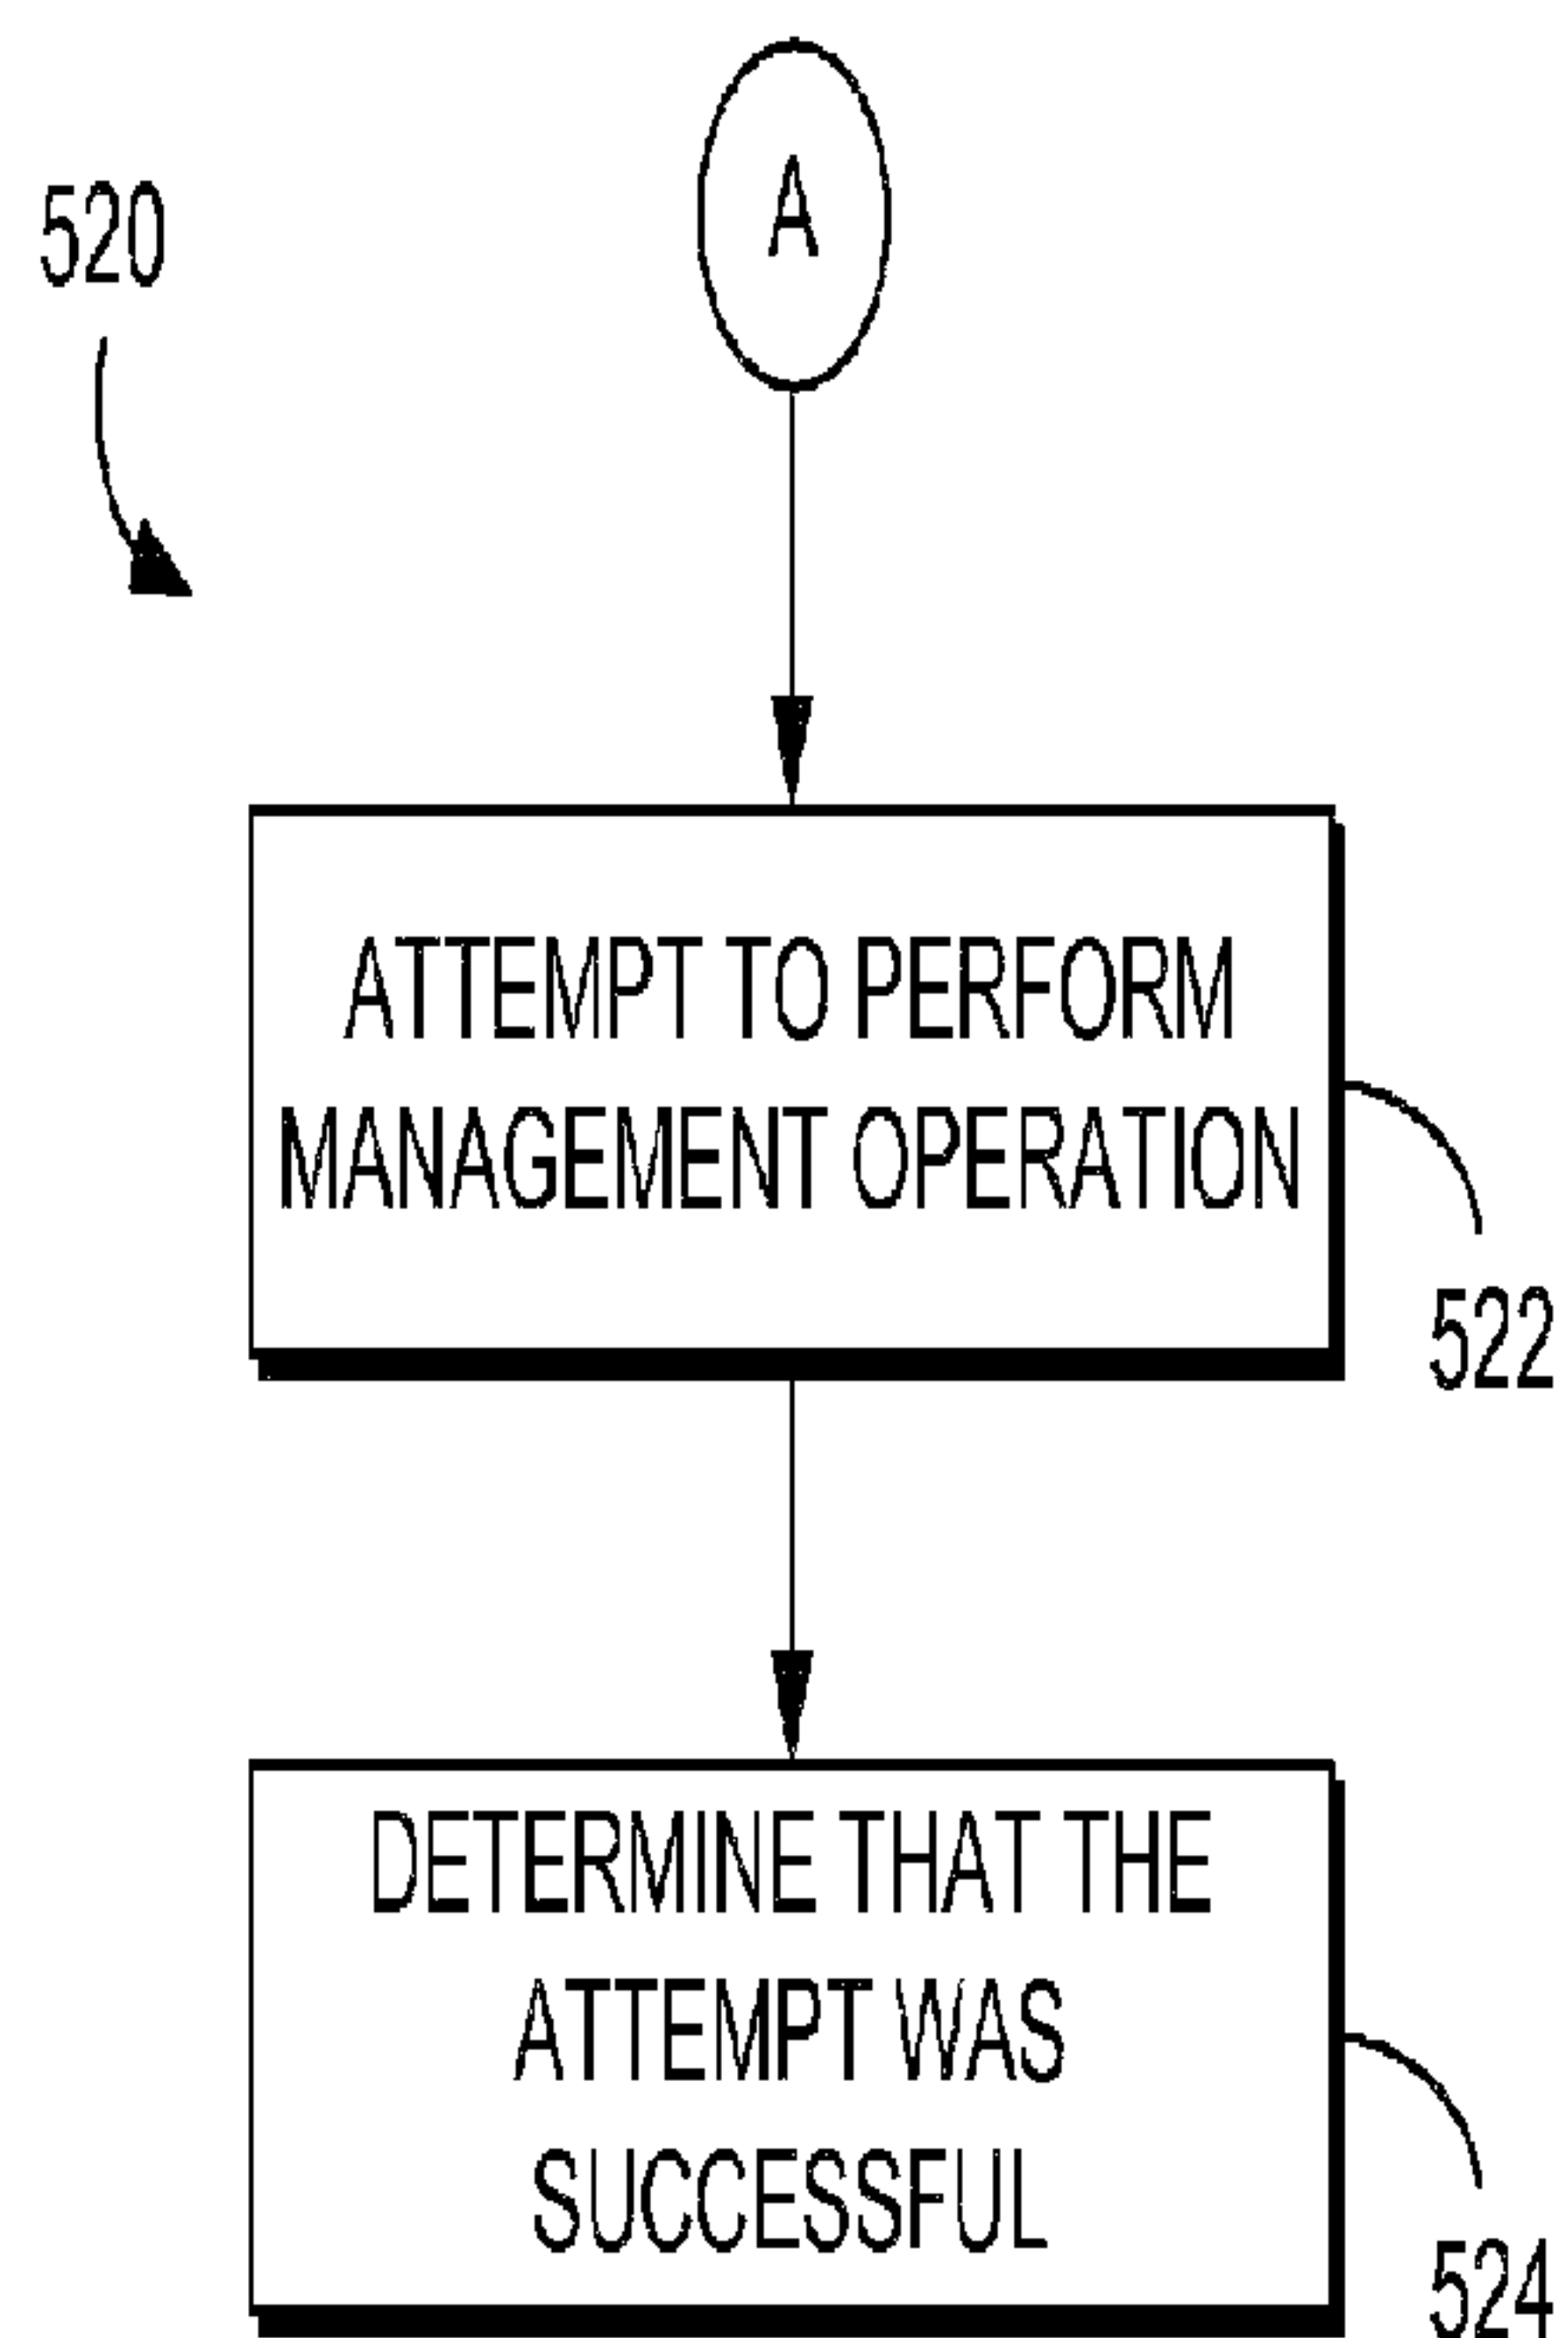 A
520
ATTEMPT TO PERFORM
MANAGEMENT OPERATION
522
DETERMINE THAT THE
ATTEMPT WAS
SUCCESSFUL
524